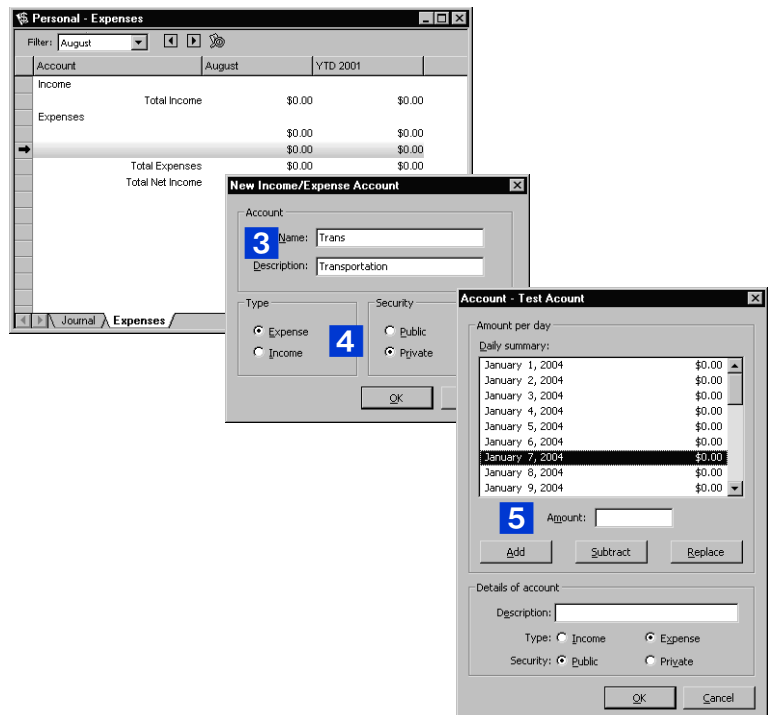 Personal - Expenses
Filter: August
Account August YTD 2001
Income
Total Income $0.00 $0.00
Expenses
$0.00 $0.00
$0.00 $0.00
Total Expenses $0.00 $0.00
Total Net Income
Journal Expenses
New Income/Expense Account
Account
3 Name: Trans
Description: Transportation
Type
Security
Expense
Income
4
Public
Private
OK
Account - Test Acount
Amount per day
Daily summary:
January 1, 2004 $0.00
January 2, 2004 $0.00
January 3, 2004 $0.00
January 4, 2004 $0.00
January 5, 2004 $0.00
January 6, 2004 $0.00
January 7, 2004 $0.00
January 8, 2004 $0.00
January 9, 2004 $0.00
5 Amount:
Add Subtract Replace
Details of account
Description:
Type: Income Expense
Security: Public Private
OK Cancel